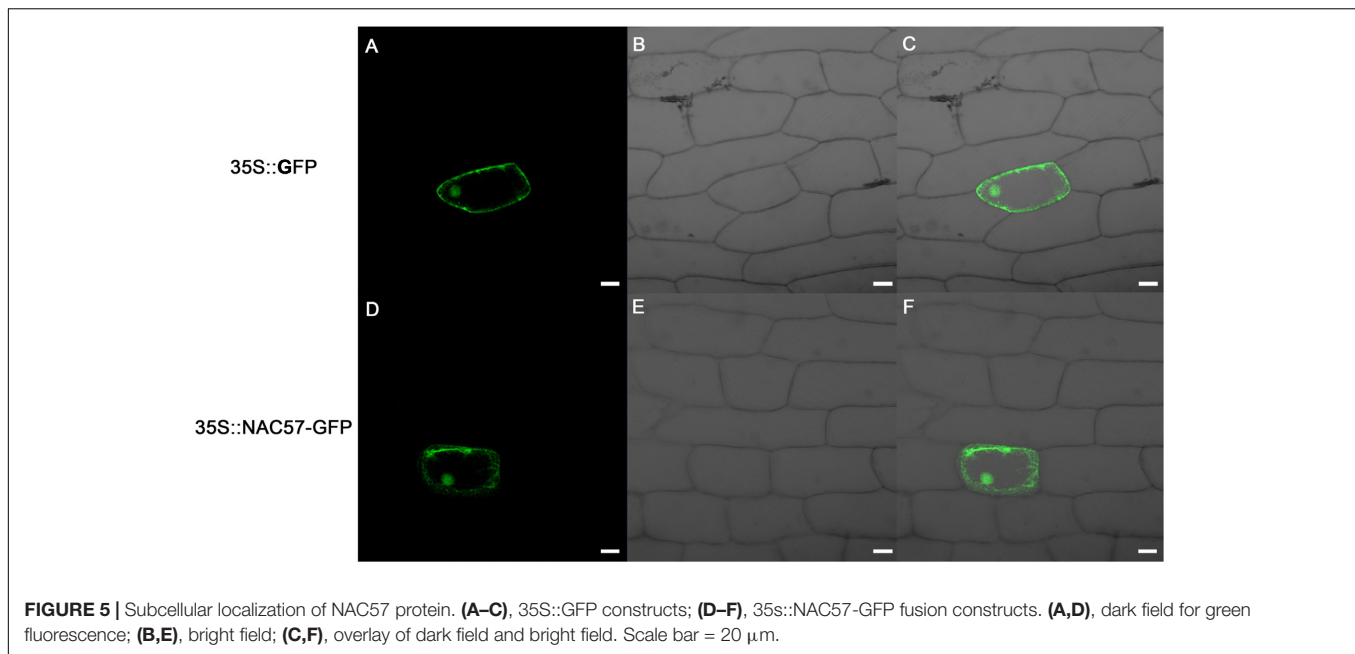 A
B
C
35S::GFP
D
E
F
35S::NAC57-GFP
FIGURE 5 | Subcellular localization of NAC57 protein. (A–C), 35S::GFP constructs; (D–F), 35s::NAC57-GFP fusion constructs. (A,D), dark field for green
fluorescence; (B,E), bright field; (C,F), overlay of dark field and bright field. Scale bar = 20 μm.